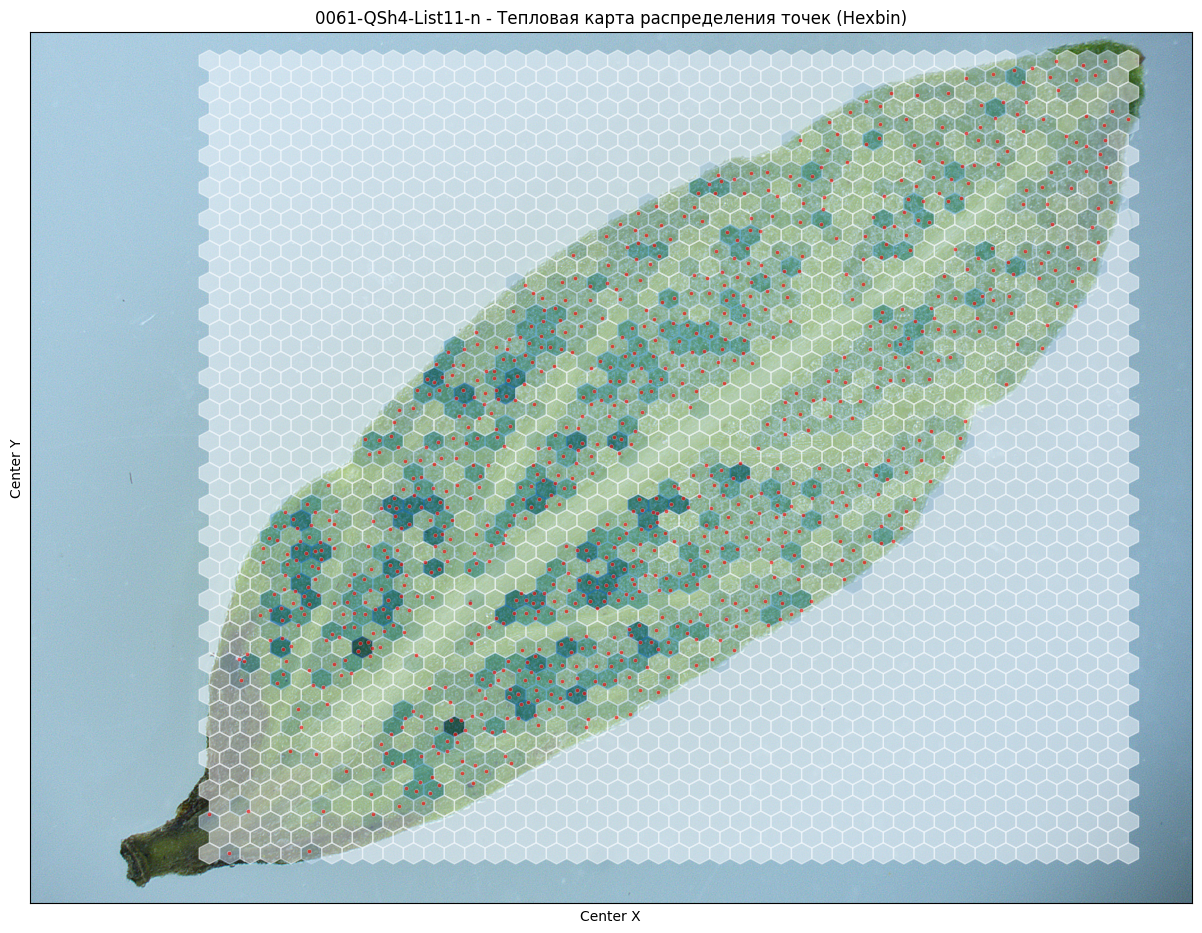 0061-QSh4-List11-n - Тепловая карта распределения точек (Hexbin)
Center Y
Center X